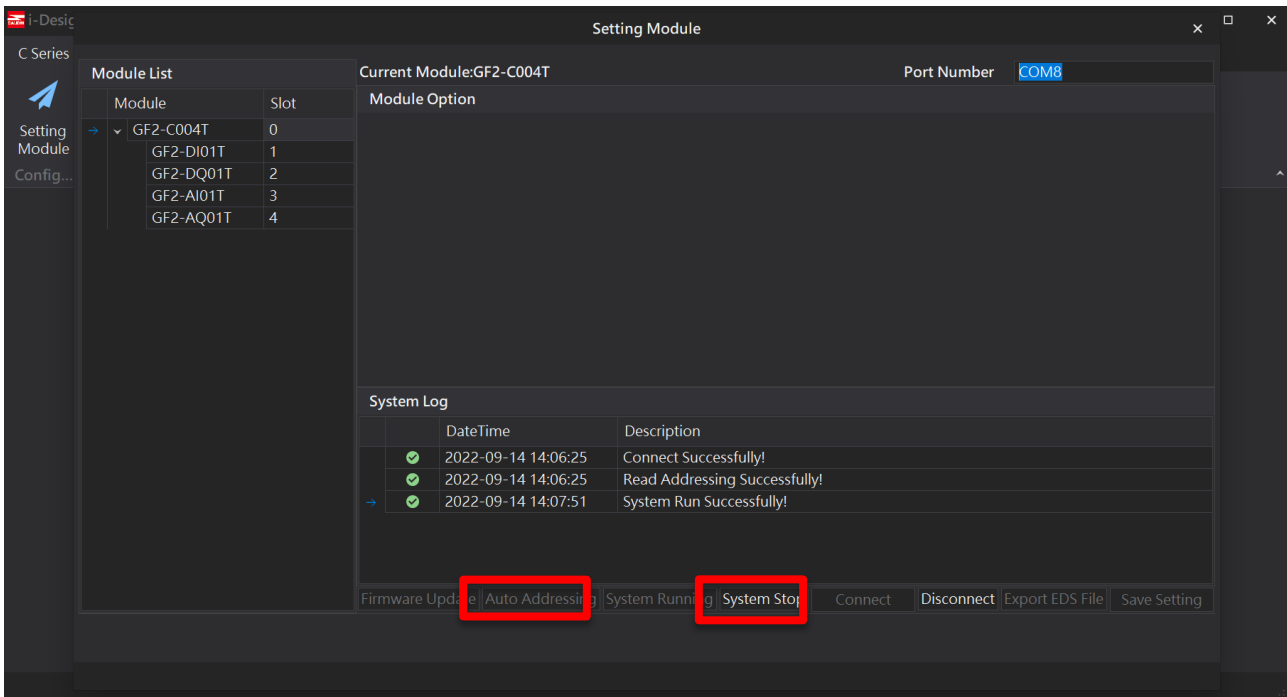 i-Desig
Setting Module
C Series
Setting
Module
Config...
Module List
Module Slot
GF2-C004T 0
GF2-DI01T 1
GF2-DQ01T 2
GF2-AI01T 3
GF2-AQ01T 4
Current Module:GF2-C004T Port Number COM8
Module Option
System Log
DateTime Description
2022-09-14 14:06:25 Connect Successfully!
2022-09-14 14:06:25 Read Addressing Successfully!
2022-09-14 14:07:51 System Run Successfully!
Firmware Update Auto Addressing System Running System Stop Connect Disconnect Export EDS File Save Setting